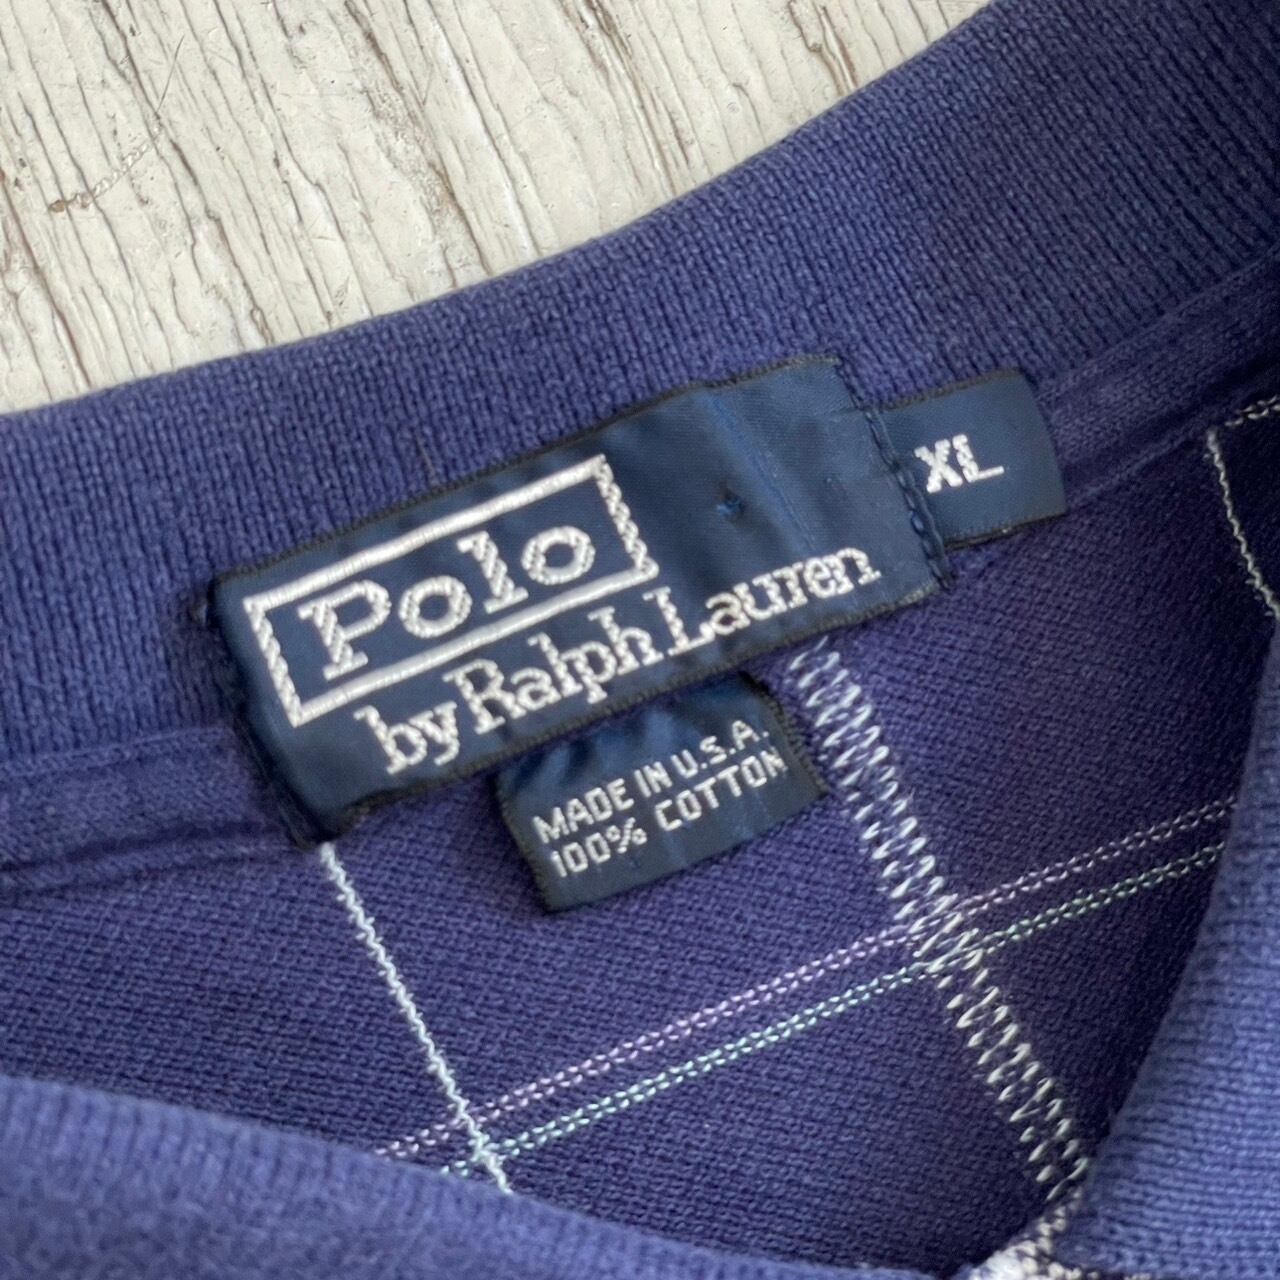 Polo
by Ralph Lauren
XL
MADE IN U.S.A.
100% COTTON